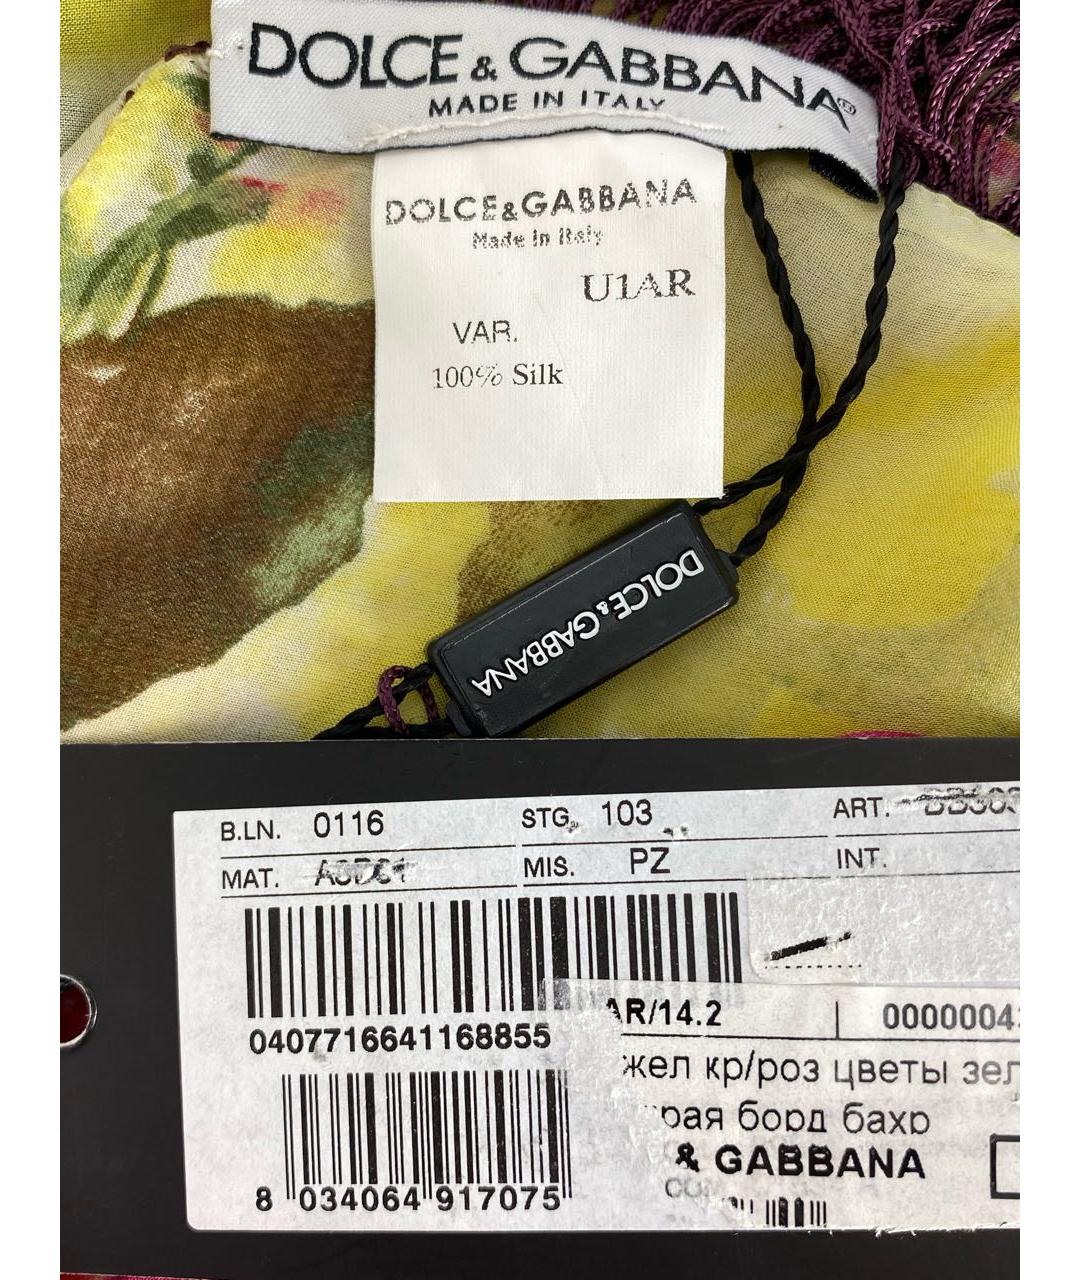 DOLCE & GABBANA®
MADE IN ITALY
DOLCE&GABBANA
Made in Italy
U1AR
VAR.
100% Silk
DOLCE&GABBANA
B.LN. 0116 STG. 103 ART.
MAT. MIS. PZ INT.
0407716641168855
AR/14.2 | 0000004
жел кр/роз цветы зел
рая борд бахр
& GABBANA
8 034064 917075